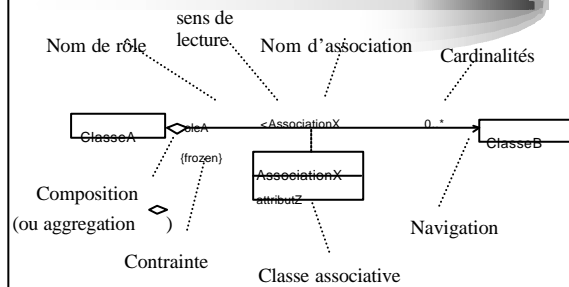 sens de
lecture
Nom de rôle
Nom d'association
Cardinalités
ClasseA
oleA
<AssociationX
0..*
ClasseB
{frozen}
AssociationX
attributZ
Composition
(ou aggregation )
Navigation
Contrainte
Classe associative